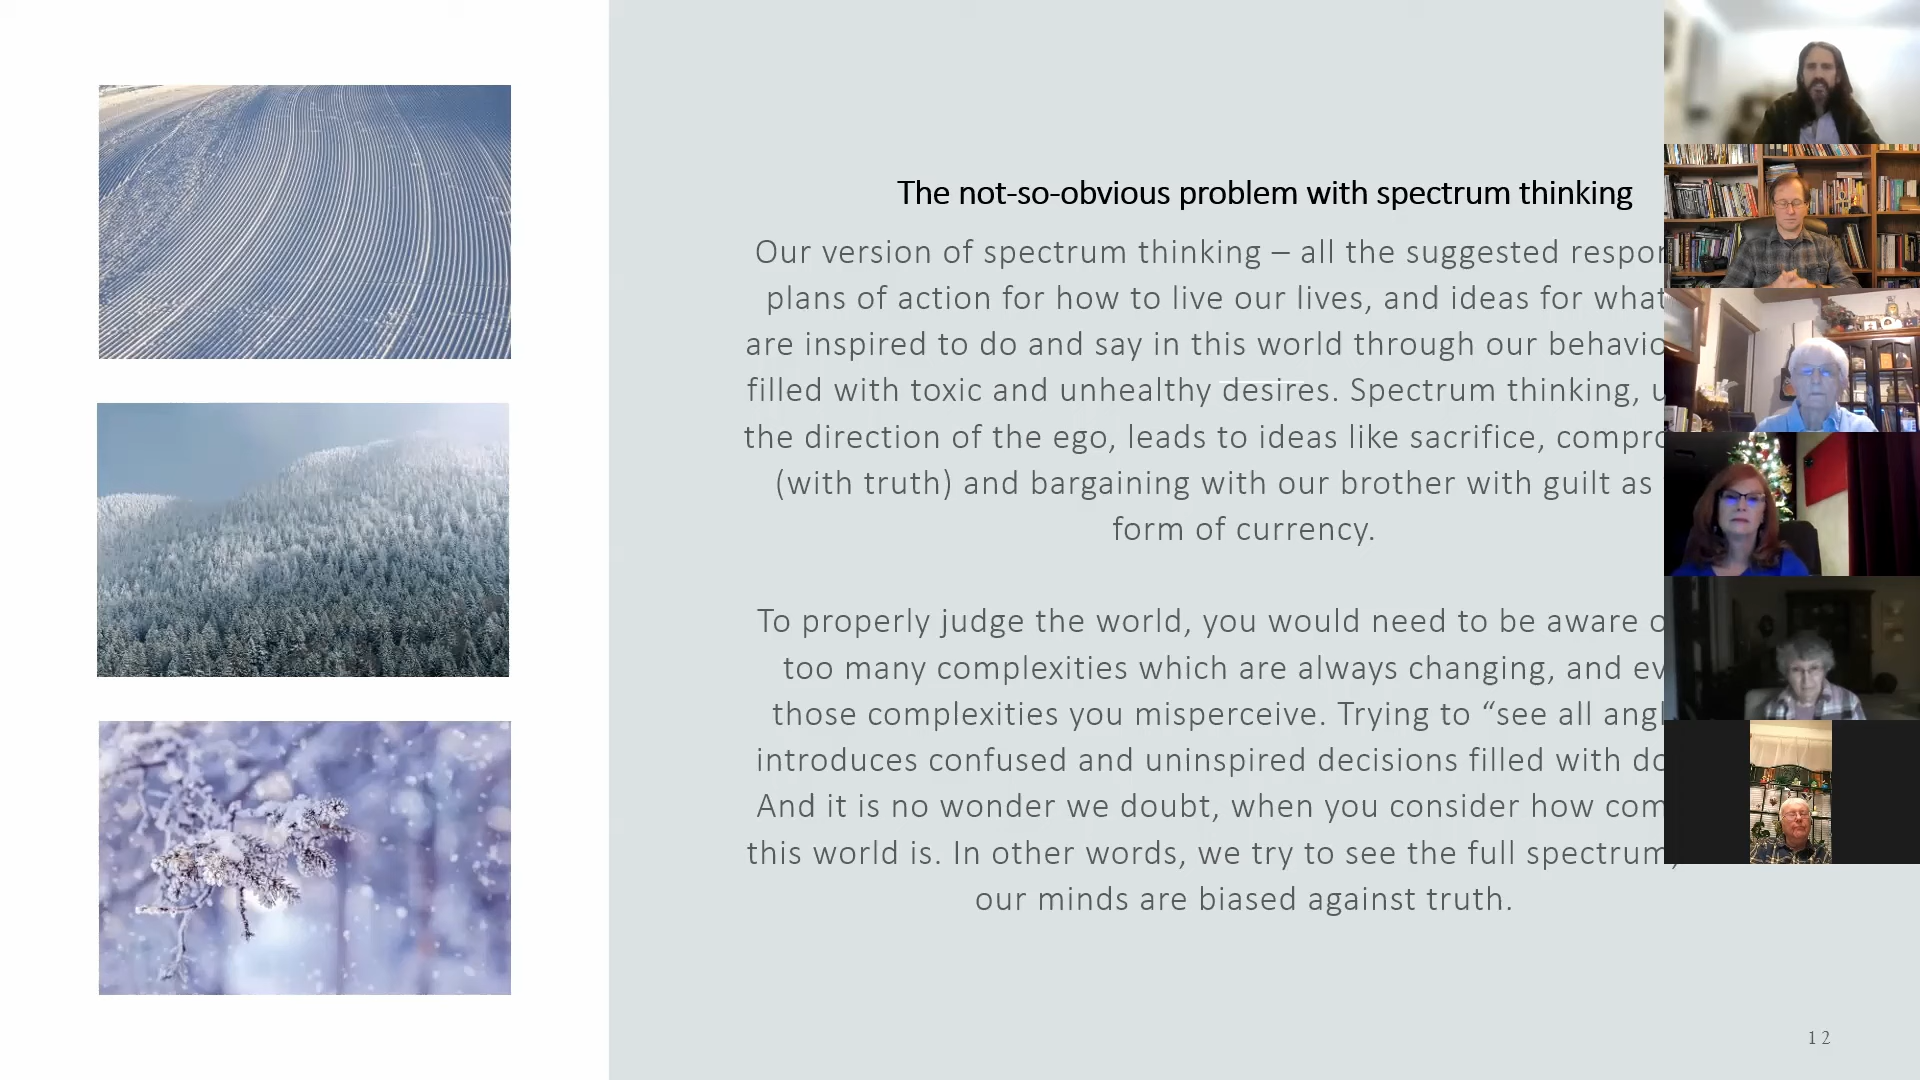 The not-so-obvious problem with spectrum thinking
Our version of spectrum thinking – all the suggested
plans of action for how to live our lives, and ideas for what
are inspired to do and say in this world through our
filled with toxic and unhealthy desires. Spectrum thinking,
the direction of the ego, leads to ideas like sacrifice,
(with truth) and bargaining with our brother with guilt as
form of currency.
To properly judge the world, you would need to be aware
too many complexities which are always changing, and
those complexities you misperceive. Trying to “see all
introduces confused and uninspired decisions filled with
And it is no wonder we doubt, when you consider how
this world is. In other words, we try to see the full spectrum,
our minds are biased against truth.
12